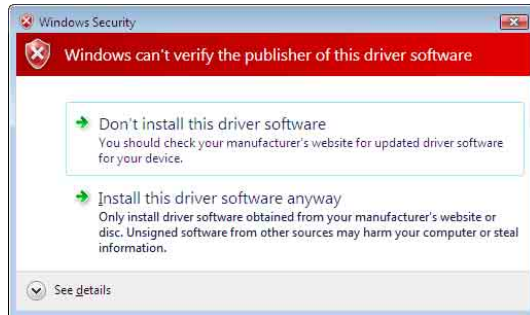 Windows Security
Windows can't verify the publisher of this driver software
Don't install this driver software
You should check your manufacturer's website for updated driver software
for your device.
Install this driver software anyway
Only install driver software obtained from your manufacturer's website or
disc. Unsigned software from other sources may harm your computer or steal
information.
See details